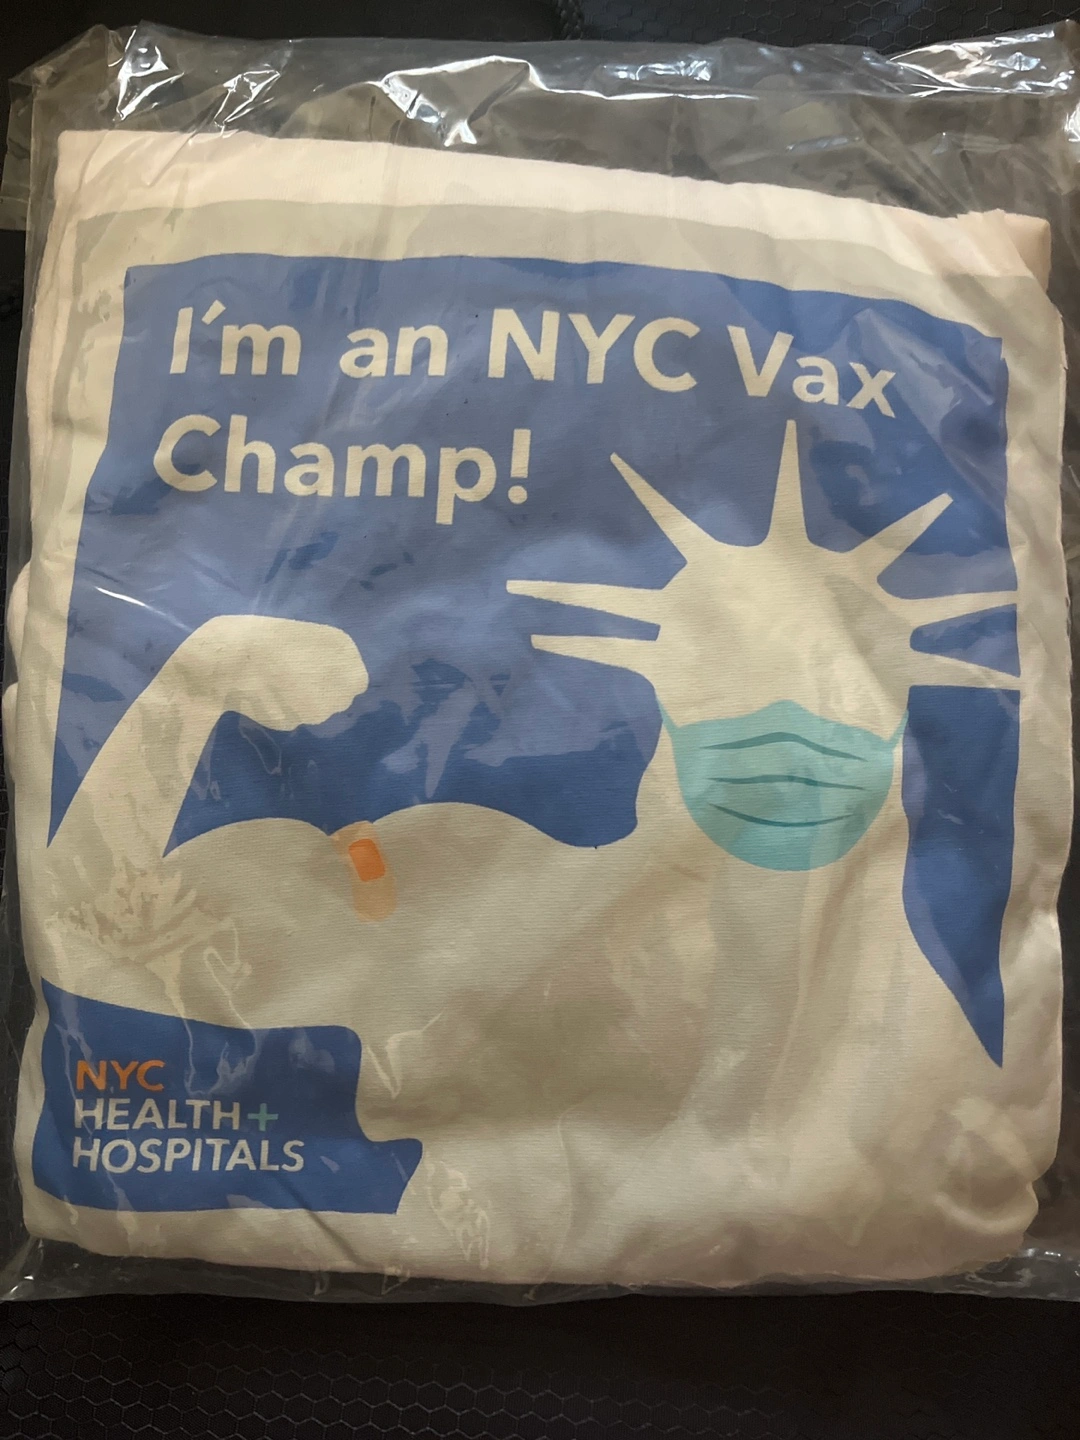 I'm an NYC Vax
Champ!
NYC
HEALTH+
HOSPITALS